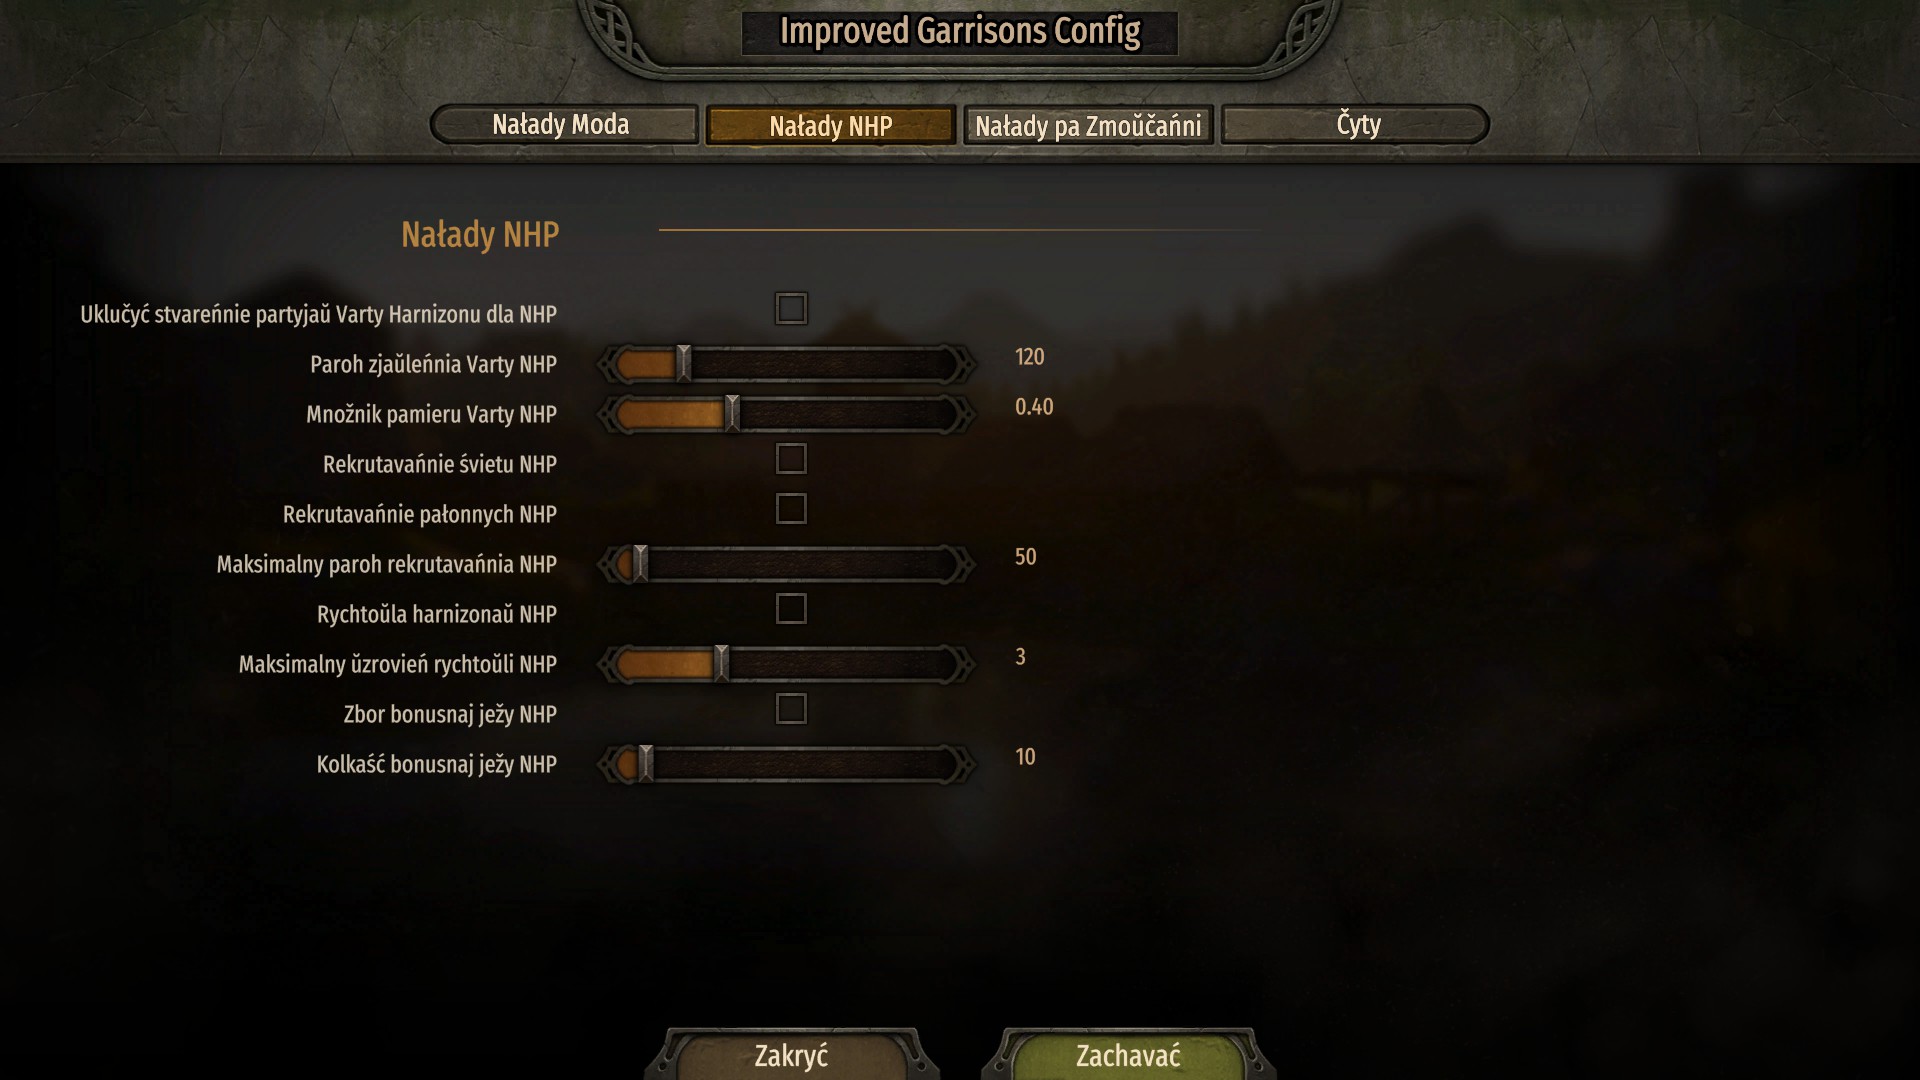 Improved Garrisons Config
Nałady Moda
Nałady NHP
Nałady pa Zmoŭčańni
Čyty
Nałady NHP
Uklučyć stvareńnie partyjaŭ Varty Harnizonu dla NHP
Paroh zjaŭleńnia Varty NHP
120
Množnik pamieru Varty NHP
0.40
Rekrutavańnie śvietu NHP
Rekrutavańnie pałonnych NHP
Maksimalny paroh rekrutavańnia NHP
50
Rychtoŭla harnizonaŭ NHP
Maksimalny ŭzrovień rychtoŭli NHP
3
Zbor bonusnaj ježy NHP
Kolkaść bonusnaj ježy NHP
10
Zakryć
Zachavać